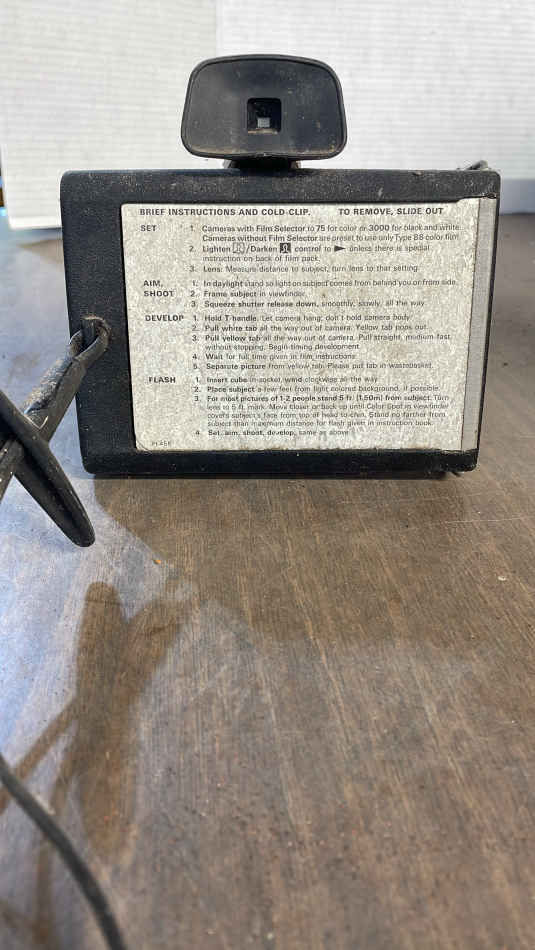 BRIEF INSTRUCTIONS AND COLD-CLIP. TO REMOVE, SLIDE OUT
SET 1. Cameras with Film Selector to 75 for color or 3000 for black and white.
Cameras without Film Selector are preset to use only Type 88 color film.
2. Lighten /Darken control to unless there is special
instruction on back of film pack.
3. Lens: Measure distance to subject, turn lens to that setting.
AIM, 1. In daylight stand so light on subject comes from behind you or from side.
SHOOT 2. Frame subject in viewfinder.
3. Squeeze shutter release down, smoothly, slowly, all the way.
DEVELOP 1. Hold T-handle. Let camera hang; don't hold camera body.
2. Pull white tab all the way out of camera. Yellow tab pops out.
3. Pull yellow tab all the way out of camera. Pull straight, medium-fast,
without stopping. Begin timing development.
4. Wait for full time given in film instructions.
5. Separate picture from yellow tab. Please put tab in wastebasket.
FLASH 1. Insert cube in socket, wind clockwise all the way.
2. Place subject a few feet from light colored background, if possible.
3. For most pictures of 1-2 people stand 5 ft. (1.50m) from subject. Turn
lens to 5 ft. mark. Move closer or back up until Color Spot in viewfinder
covers subject's face from top of head to chin. Stand no farther from
subject than maximum distance for flash given in instruction book.
4. Set, aim, shoot, develop, same as above.